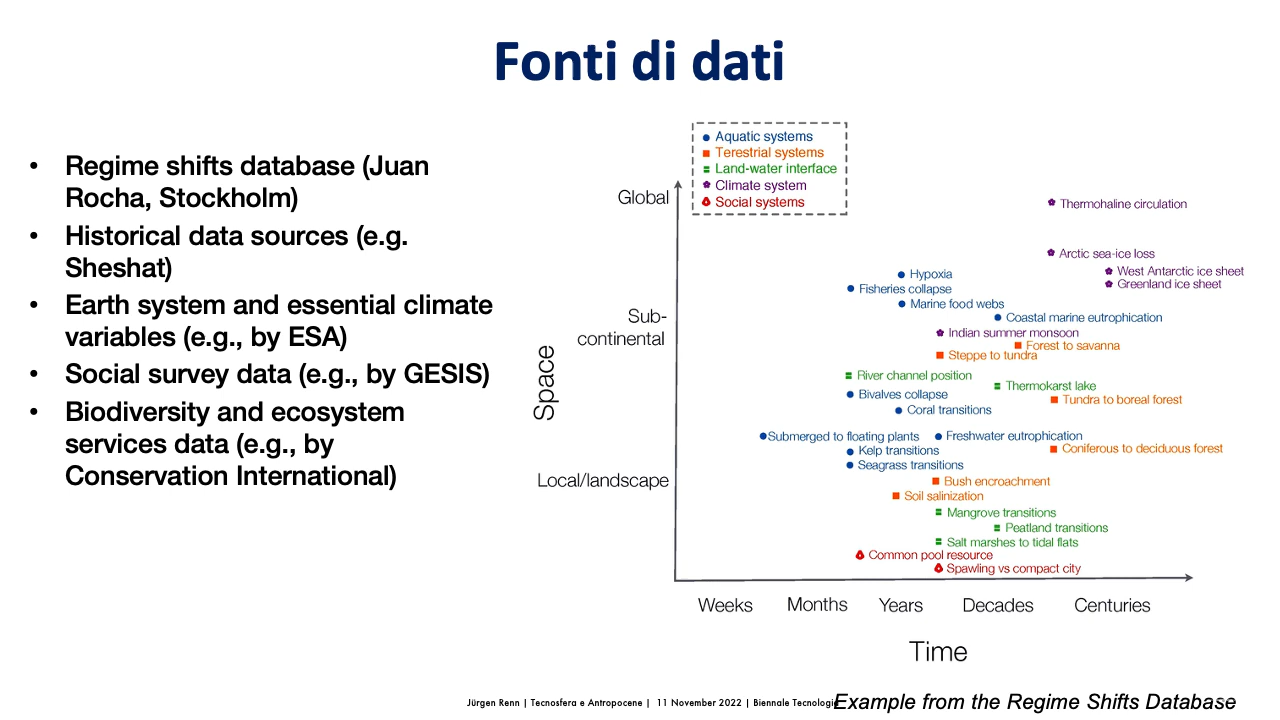 Fonti di dati
• Regime shifts database (Juan
Rocha, Stockholm)
• Historical data sources (e.g.
Sheshat)
• Earth system and essential climate
variables (e.g., by ESA)
• Social survey data (e.g., by GESIS)
• Biodiversity and ecosystem
services data (e.g., by
Conservation International)
Aquatic systems
Terestrial systems
Land-water interface
Climate system
Social systems
Space
Global
Sub-
continental
Local/landscape
Thermohaline circulation
Arctic sea-ice loss
West Antarctic ice sheet
Greenland ice sheet
Hypoxia
Fisheries collapse
Marine food webs
Coastal marine eutrophication
Indian summer monsoon
Forest to savanna
Steppe to tundra
River channel position
Thermokarst lake
Bivalves collapse
Tundra to boreal forest
Coral transitions
Submerged to floating plants
Freshwater eutrophication
Kelp transitions
Coniferous to deciduous forest
Seagrass transitions
Bush encroachment
Soil salinization
Mangrove transitions
Peatland transitions
Salt marshes to tidal flats
Common pool resource
Spawling vs compact city
Weeks Months Years Decades Centuries
Time
Jürgen Renn | Tecnosfera e Antropocene | 11 November 2022 | Biennale Tecnologia
Example from the Regime Shifts Database